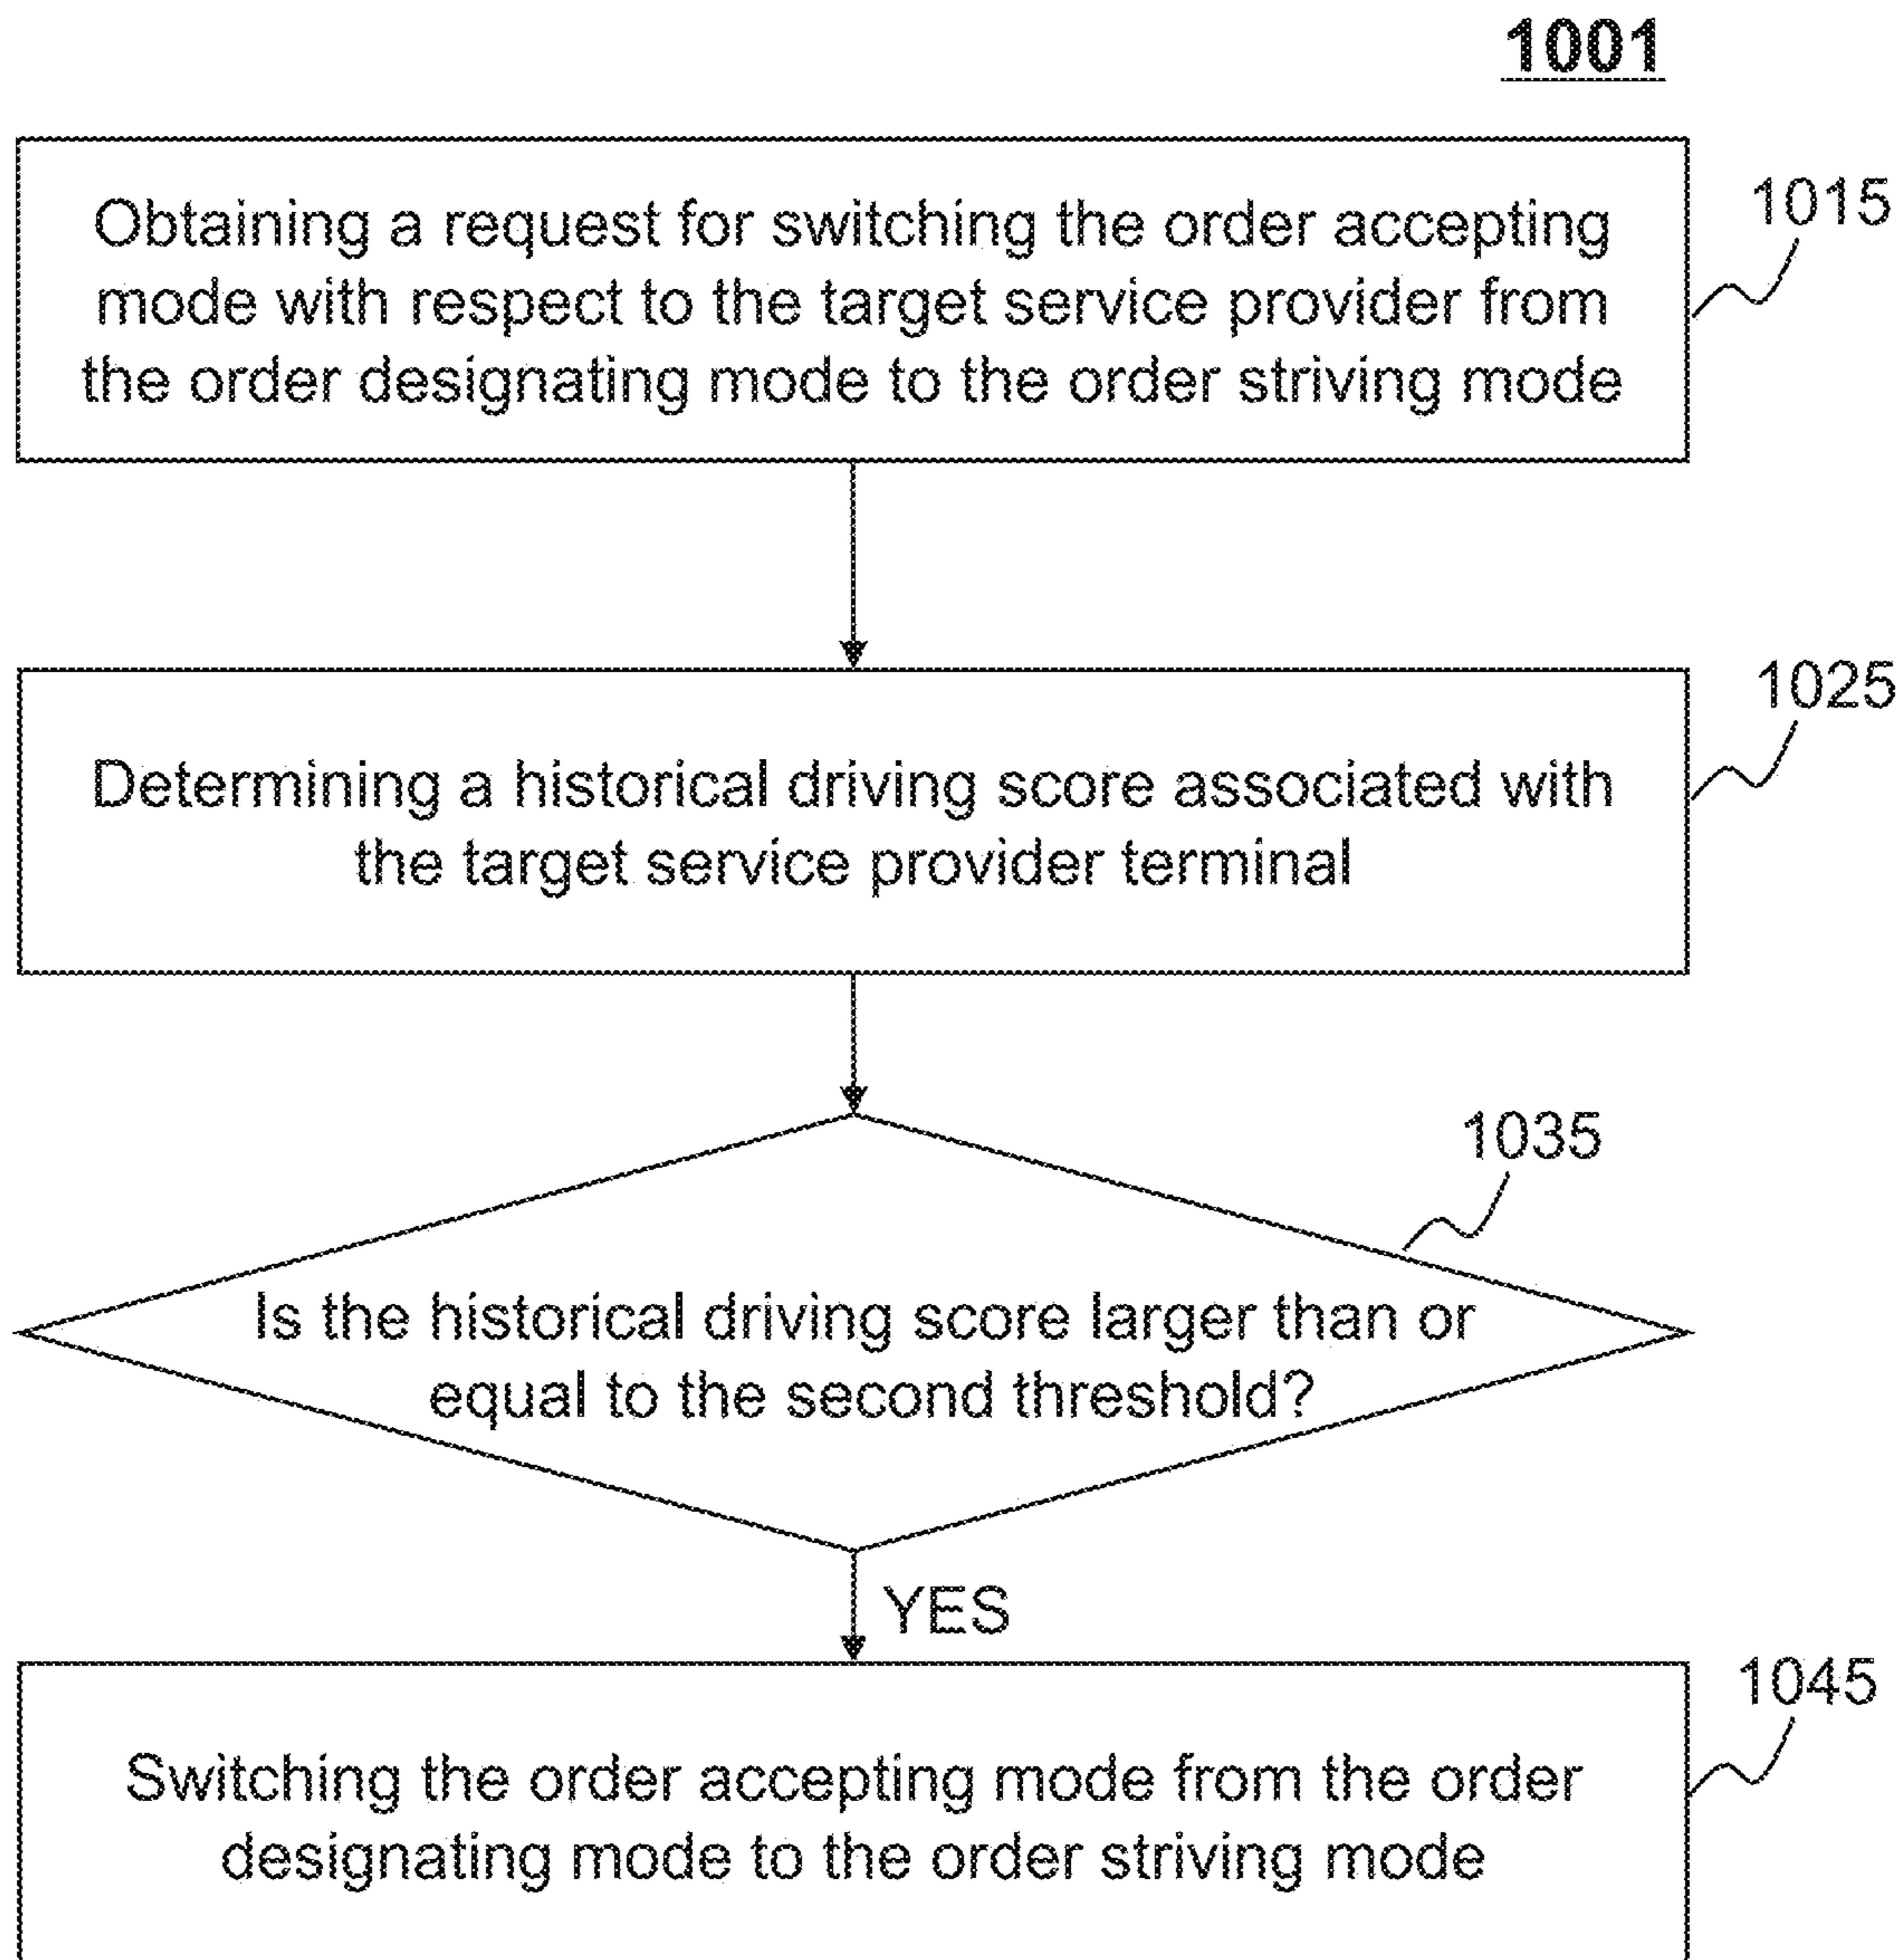 1001
Obtaining a request for switching the order accepting
mode with respect to the target service provider from
the order designating mode to the order striving mode
1015
Determining a historical driving score associated with
the target service provider terminal
1025
Is the historical driving score larger than or
equal to the second threshold?
1035
YES
Switching the order accepting mode from the order
designating mode to the order striving mode
1045